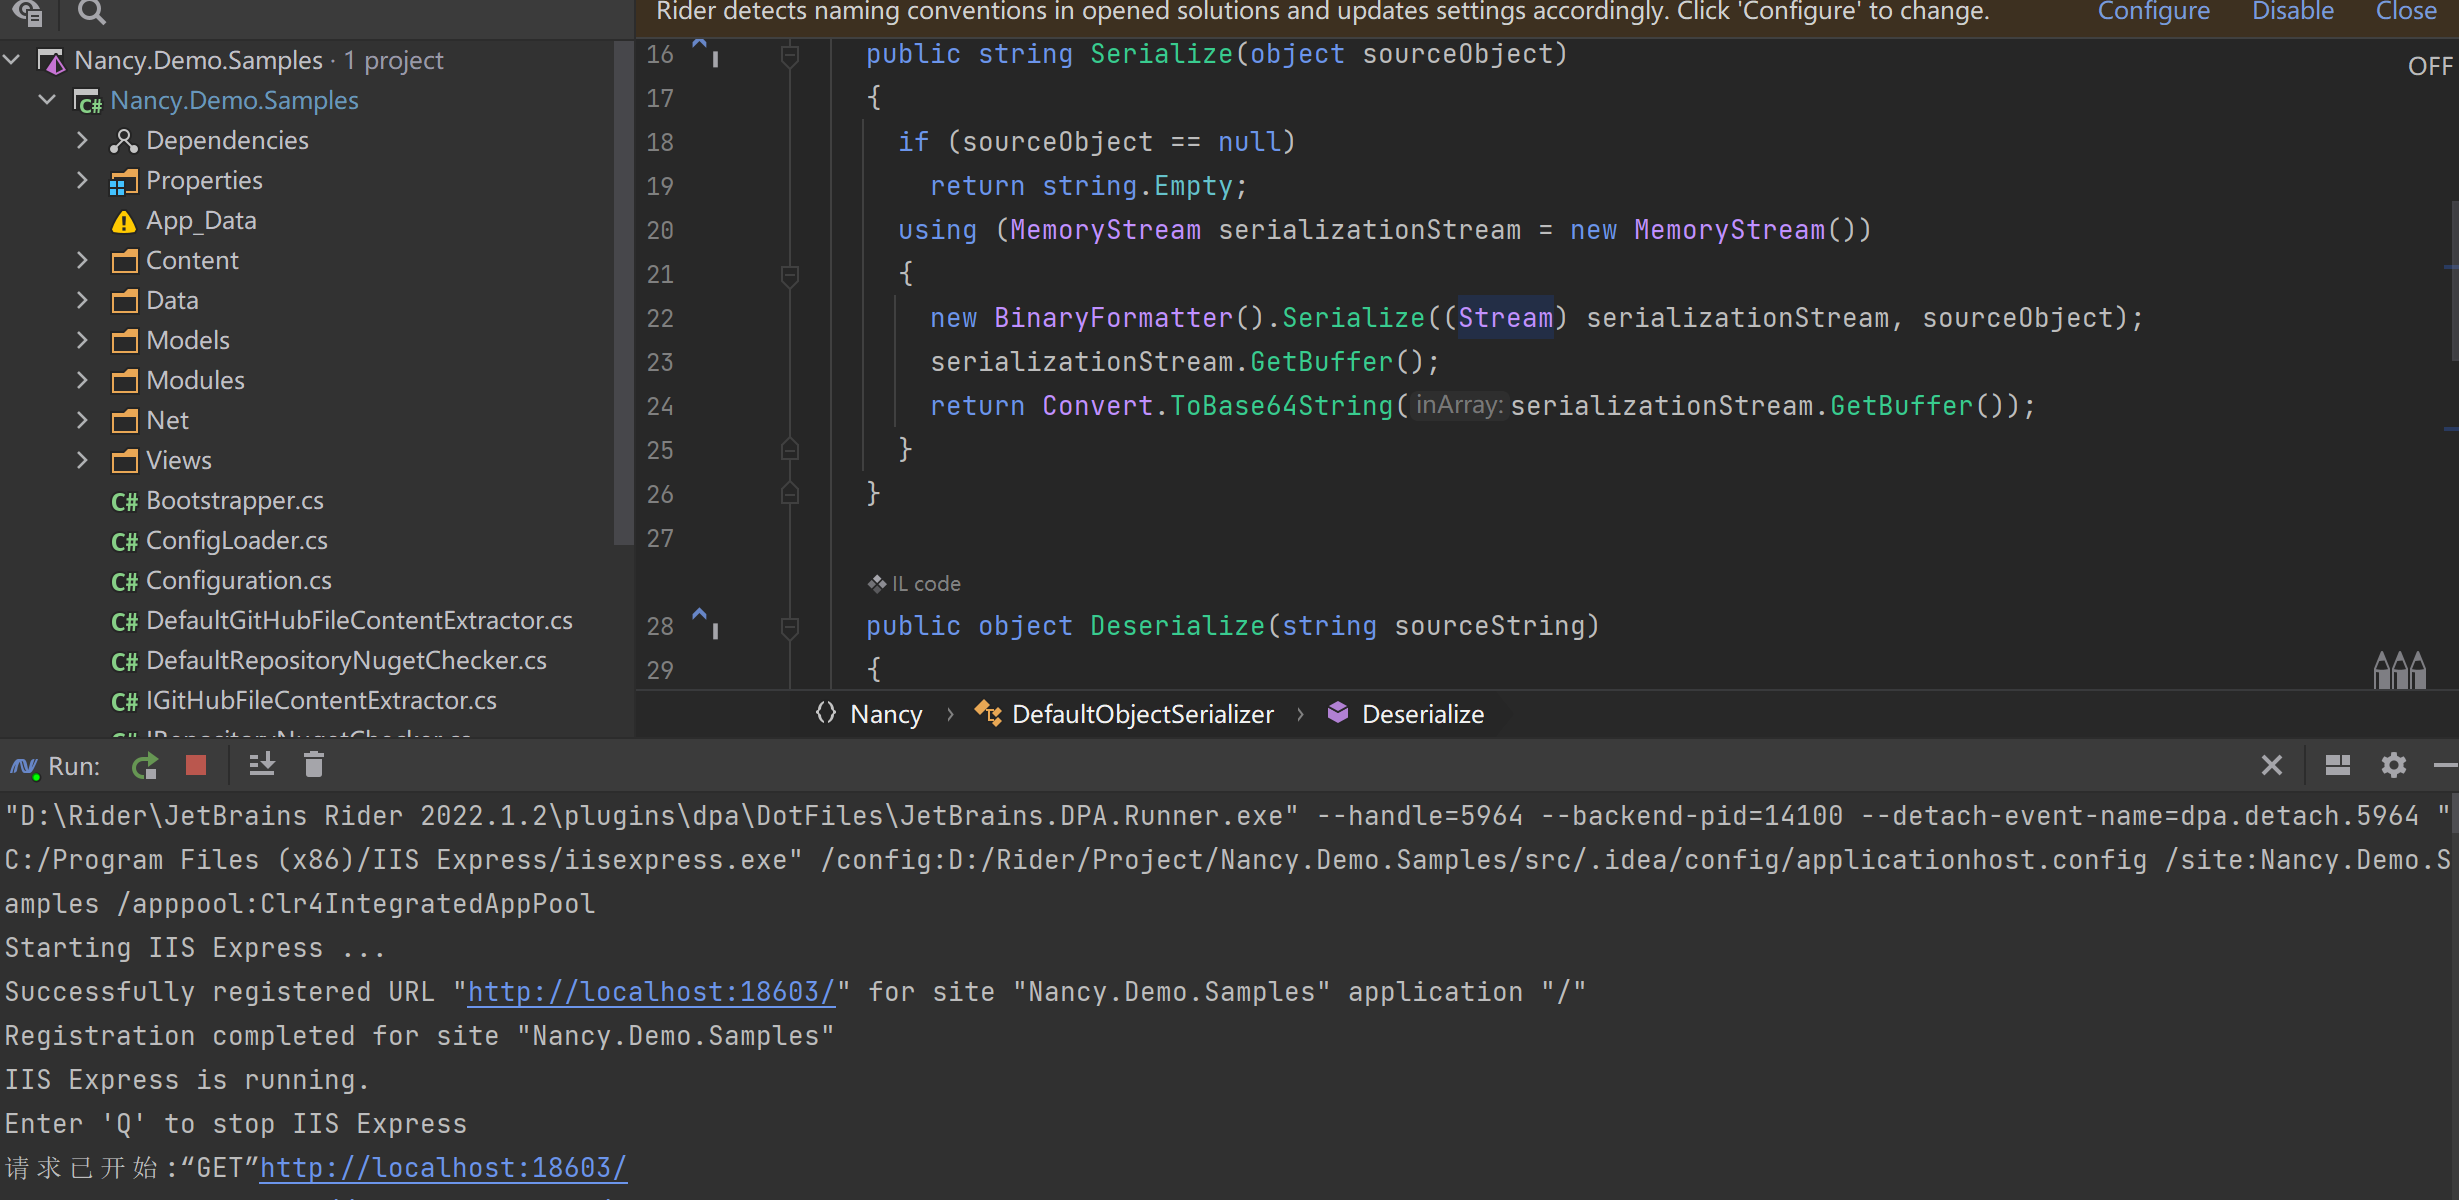 Nancy.Demo.Samples · 1 project
Nancy.Demo.Samples
Dependencies
Properties
App_Data
Content
Data
Models
Modules
Net
Views
C# Bootstrapper.cs
C# ConfigLoader.cs
C# Configuration.cs
C# DefaultGitHubFileContentExtractor.cs
C# DefaultRepositoryNugetChecker.cs
C# IGitHubFileContentExtractor.cs
C# IRepositoryNugetChecker.cs
Rider detects naming conventions in opened solutions and updates settings accordingly. Click 'Configure' to change. Configure Disable Close
OFF
16 public string Serialize(object sourceObject)
17 {
18 if (sourceObject == null)
19 return string.Empty;
20 using (MemoryStream serializationStream = new MemoryStream())
21 {
22 new BinaryFormatter().Serialize((Stream) serializationStream, sourceObject);
23 serializationStream.GetBuffer();
24 return Convert.ToBase64String( inArray: serializationStream.GetBuffer());
25 }
26 }
27
IL code
28 public object Deserialize(string sourceString)
29 {
{} Nancy › DefaultObjectSerializer › Deserialize
Run:
"D:\Rider\JetBrains Rider 2022.1.2\plugins\dpa\DotFiles\JetBrains.DPA.Runner.exe" --handle=5964 --backend-pid=14100 --detach-event-name=dpa.detach.5964 "
C:/Program Files (x86)/IIS Express/iisexpress.exe" /config:D:/Rider/Project/Nancy.Demo.Samples/src/.idea/config/applicationhost.config /site:Nancy.Demo.S
amples /apppool:Clr4IntegratedAppPool
Starting IIS Express ...
Successfully registered URL "http://localhost:18603/" for site "Nancy.Demo.Samples" application "/"
Registration completed for site "Nancy.Demo.Samples"
IIS Express is running.
Enter 'Q' to stop IIS Express
请求已开始:“GET”http://localhost:18603/